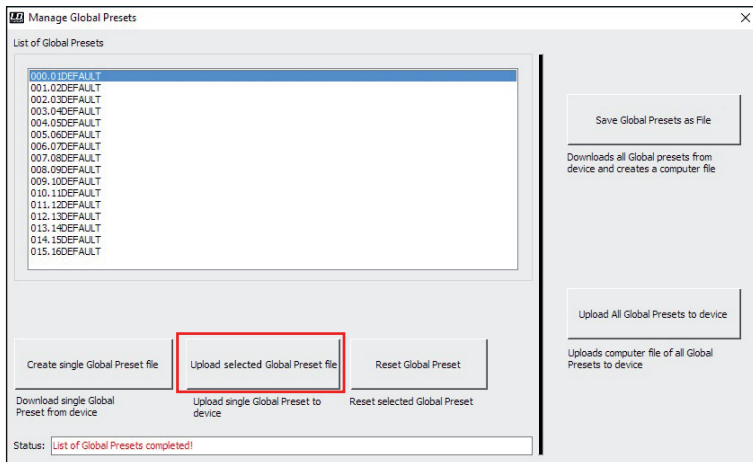 LD Manage Global Presets
List of Global Presets
000.01DEFAULT
001.02DEFAULT
002.03DEFAULT
003.04DEFAULT
004.05DEFAULT
005.06DEFAULT
006.07DEFAULT
007.08DEFAULT
008.09DEFAULT
009.10DEFAULT
010.11DEFAULT
011.12DEFAULT
012.13DEFAULT
013.14DEFAULT
014.15DEFAULT
015.16DEFAULT
Create single Global Preset file
Download single Global
Preset from device
Upload selected Global Preset file
Upload single Global Preset to
device
Reset Global Preset
Reset selected Global Preset
Status: List of Global Presets completed!
Save Global Presets as File
Downloads all Global presets from
device and creates a computer file
Upload All Global Presets to device
Uploads computer file of all Global
Presets to device